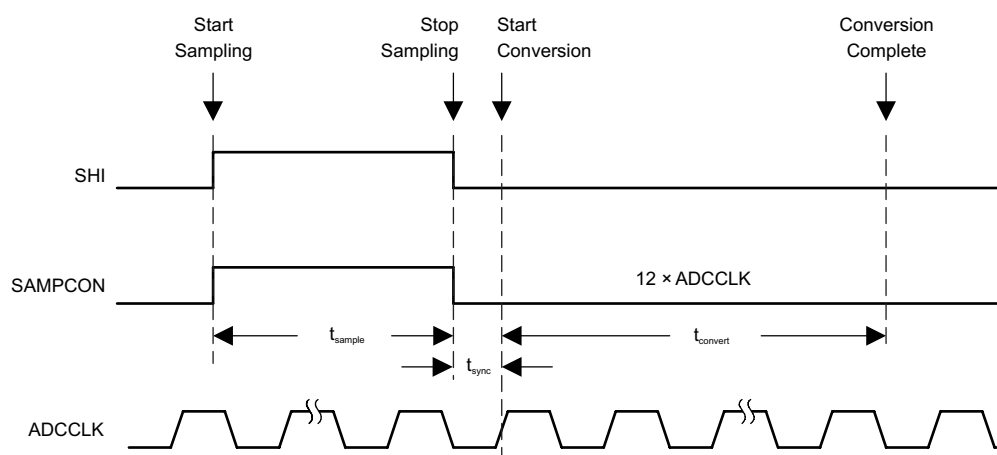 Start
Sampling
Stop
Sampling
Start
Conversion
Conversion
Complete
SHI
SAMPCON
12 × ADCCLK
tsample
tconvert
tsync
ADCCLK